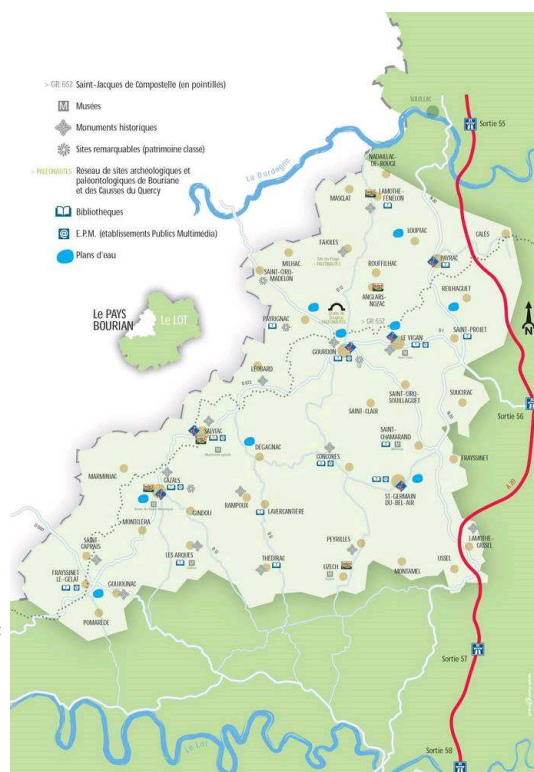 > GR 652 Saint-Jacques de Compostelle (en pointillés)
M Musées
Monuments historiques
Sites remarquables (patrimoine classé)
> PALEONAUTES Réseau de sites archéologiques et
paléontologiques de Bouriane
et des Causses du Quercy
Bibliothèques
@ E.P.M. (établissements Publics Multimédia)
Plans d'eau
Le PAYS
BOURIAN
Le LOT
SOUILLAC
Sortie 55
La Dordogne
NADAILLAC-
DE-ROUGE
MASCLAT
LAMOTHE-
FÉNELON
LOUPIAC
CALÈS
FAJOLES
PAYRAC
MILHAC
ROUFFILHAC
SAINT-CIRQ-
MADELON
REILHAGUET
ANGLARS-
NOZAC
N
PAYRIGNAC
> GR 652
LE VIGAN
SAINT-PROJET
GOURDON
LÉOBARD
SAINT-CIRQ-
SOUILLAGUET
SOUCIRAC
SAINT-CLAIR
Sortie 56
SALVIAC
SAINT-
CHAMARAND
DÉGAGNAC
CONCORÈS
FRAYSSINET
MARMINIAC
CAZALS
ST-GERMAIN
DU-BEL-AIR
A 20
RAMPOUX
GINDOU
LAVERCANTIÈRE
MONTCLÉRA
SAINT-
CAPRAIS
PEYRILLES
LAMOTHE-
CASSEL
LES ARQUES
THÉDIRAC
UZECH
USSEL
FRAYSSINET
LE-GELAT
MONTAMEL
GOUJOUNAC
POMARÈDE
Sortie 57
Le Lot
Sortie 58